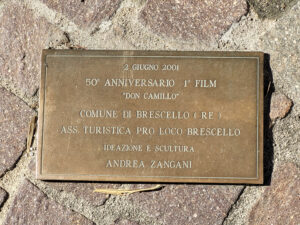 2 GIUGNO 2001
50° ANNIVERSARIO 1° FILM
"DON CAMILLO"
COMUNE DI BRESCELLO (RE)
ASS. TURISTICA PRO LOCO BRESCELLO
IDEAZIONE E SCULTURA
ANDREA ZANGANI